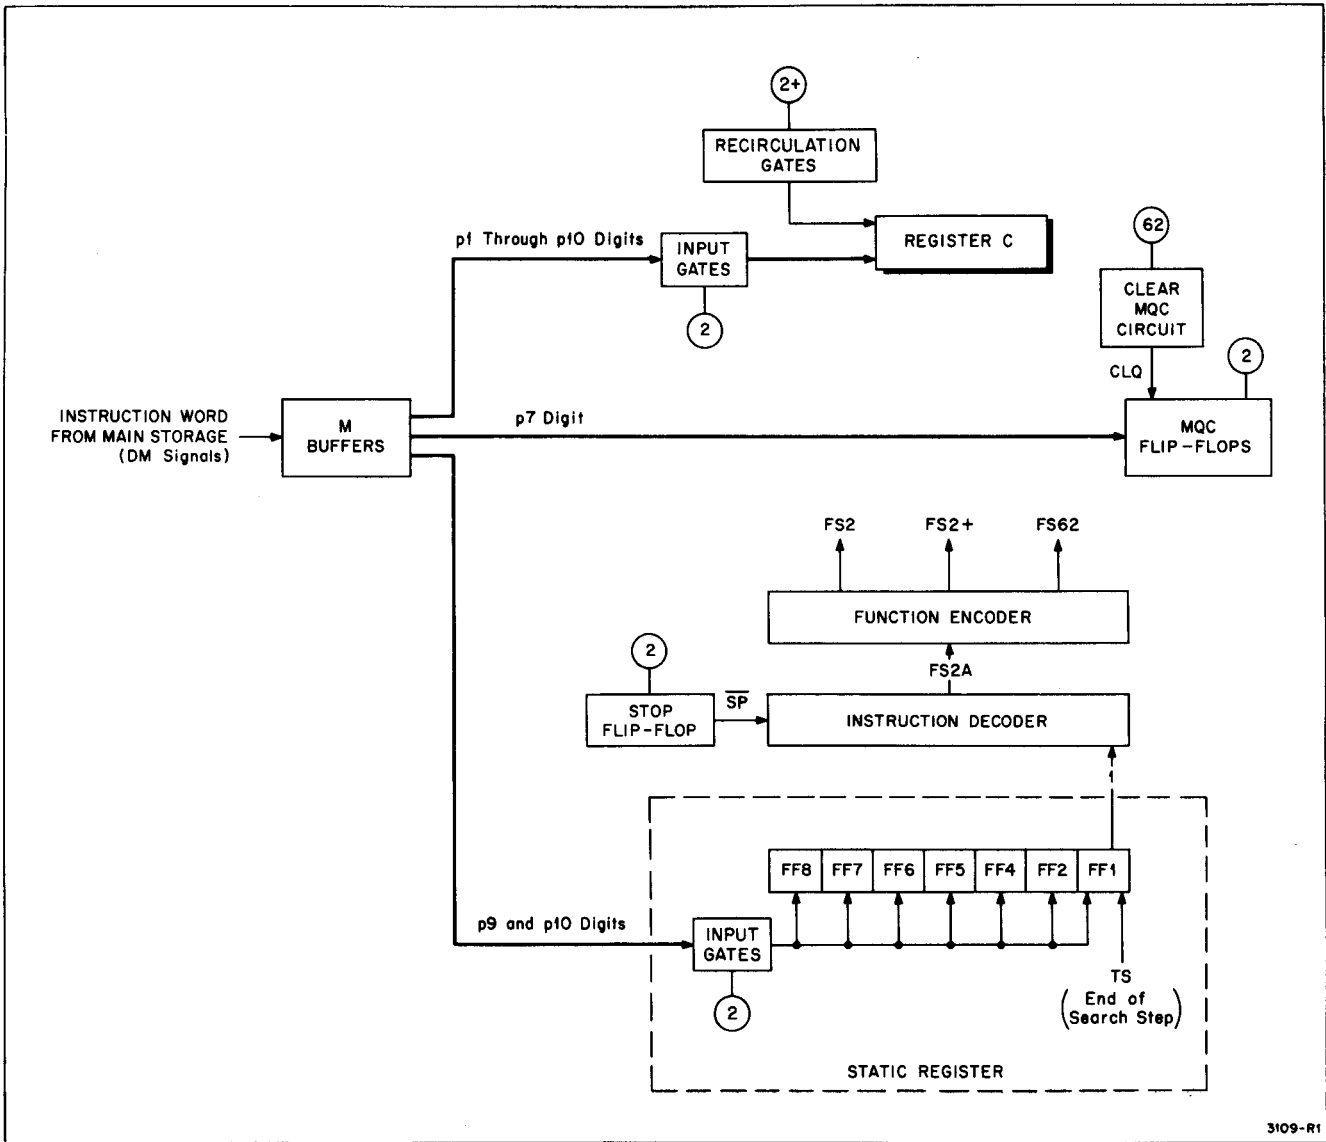 2+
RECIRCULATION
GATES
p1 Through p10 Digits
INPUT
GATES
2
REGISTER C
62
CLEAR
MQC
CIRCUIT
CLQ
2
INSTRUCTION WORD
FROM MAIN STORAGE
(DM Signals)
M
BUFFERS
p7 Digit
MQC
FLIP-FLOPS
FS2
FS2+
FS62
FUNCTION ENCODER
FS2A
2
STOP
FLIP-FLOP
S̅P̅
INSTRUCTION DECODER
FF8
FF7
FF6
FF5
FF4
FF2
FF1
p9 and p10 Digits
INPUT
GATES
2
TS
(End of
Search Step)
STATIC REGISTER
3109-R1